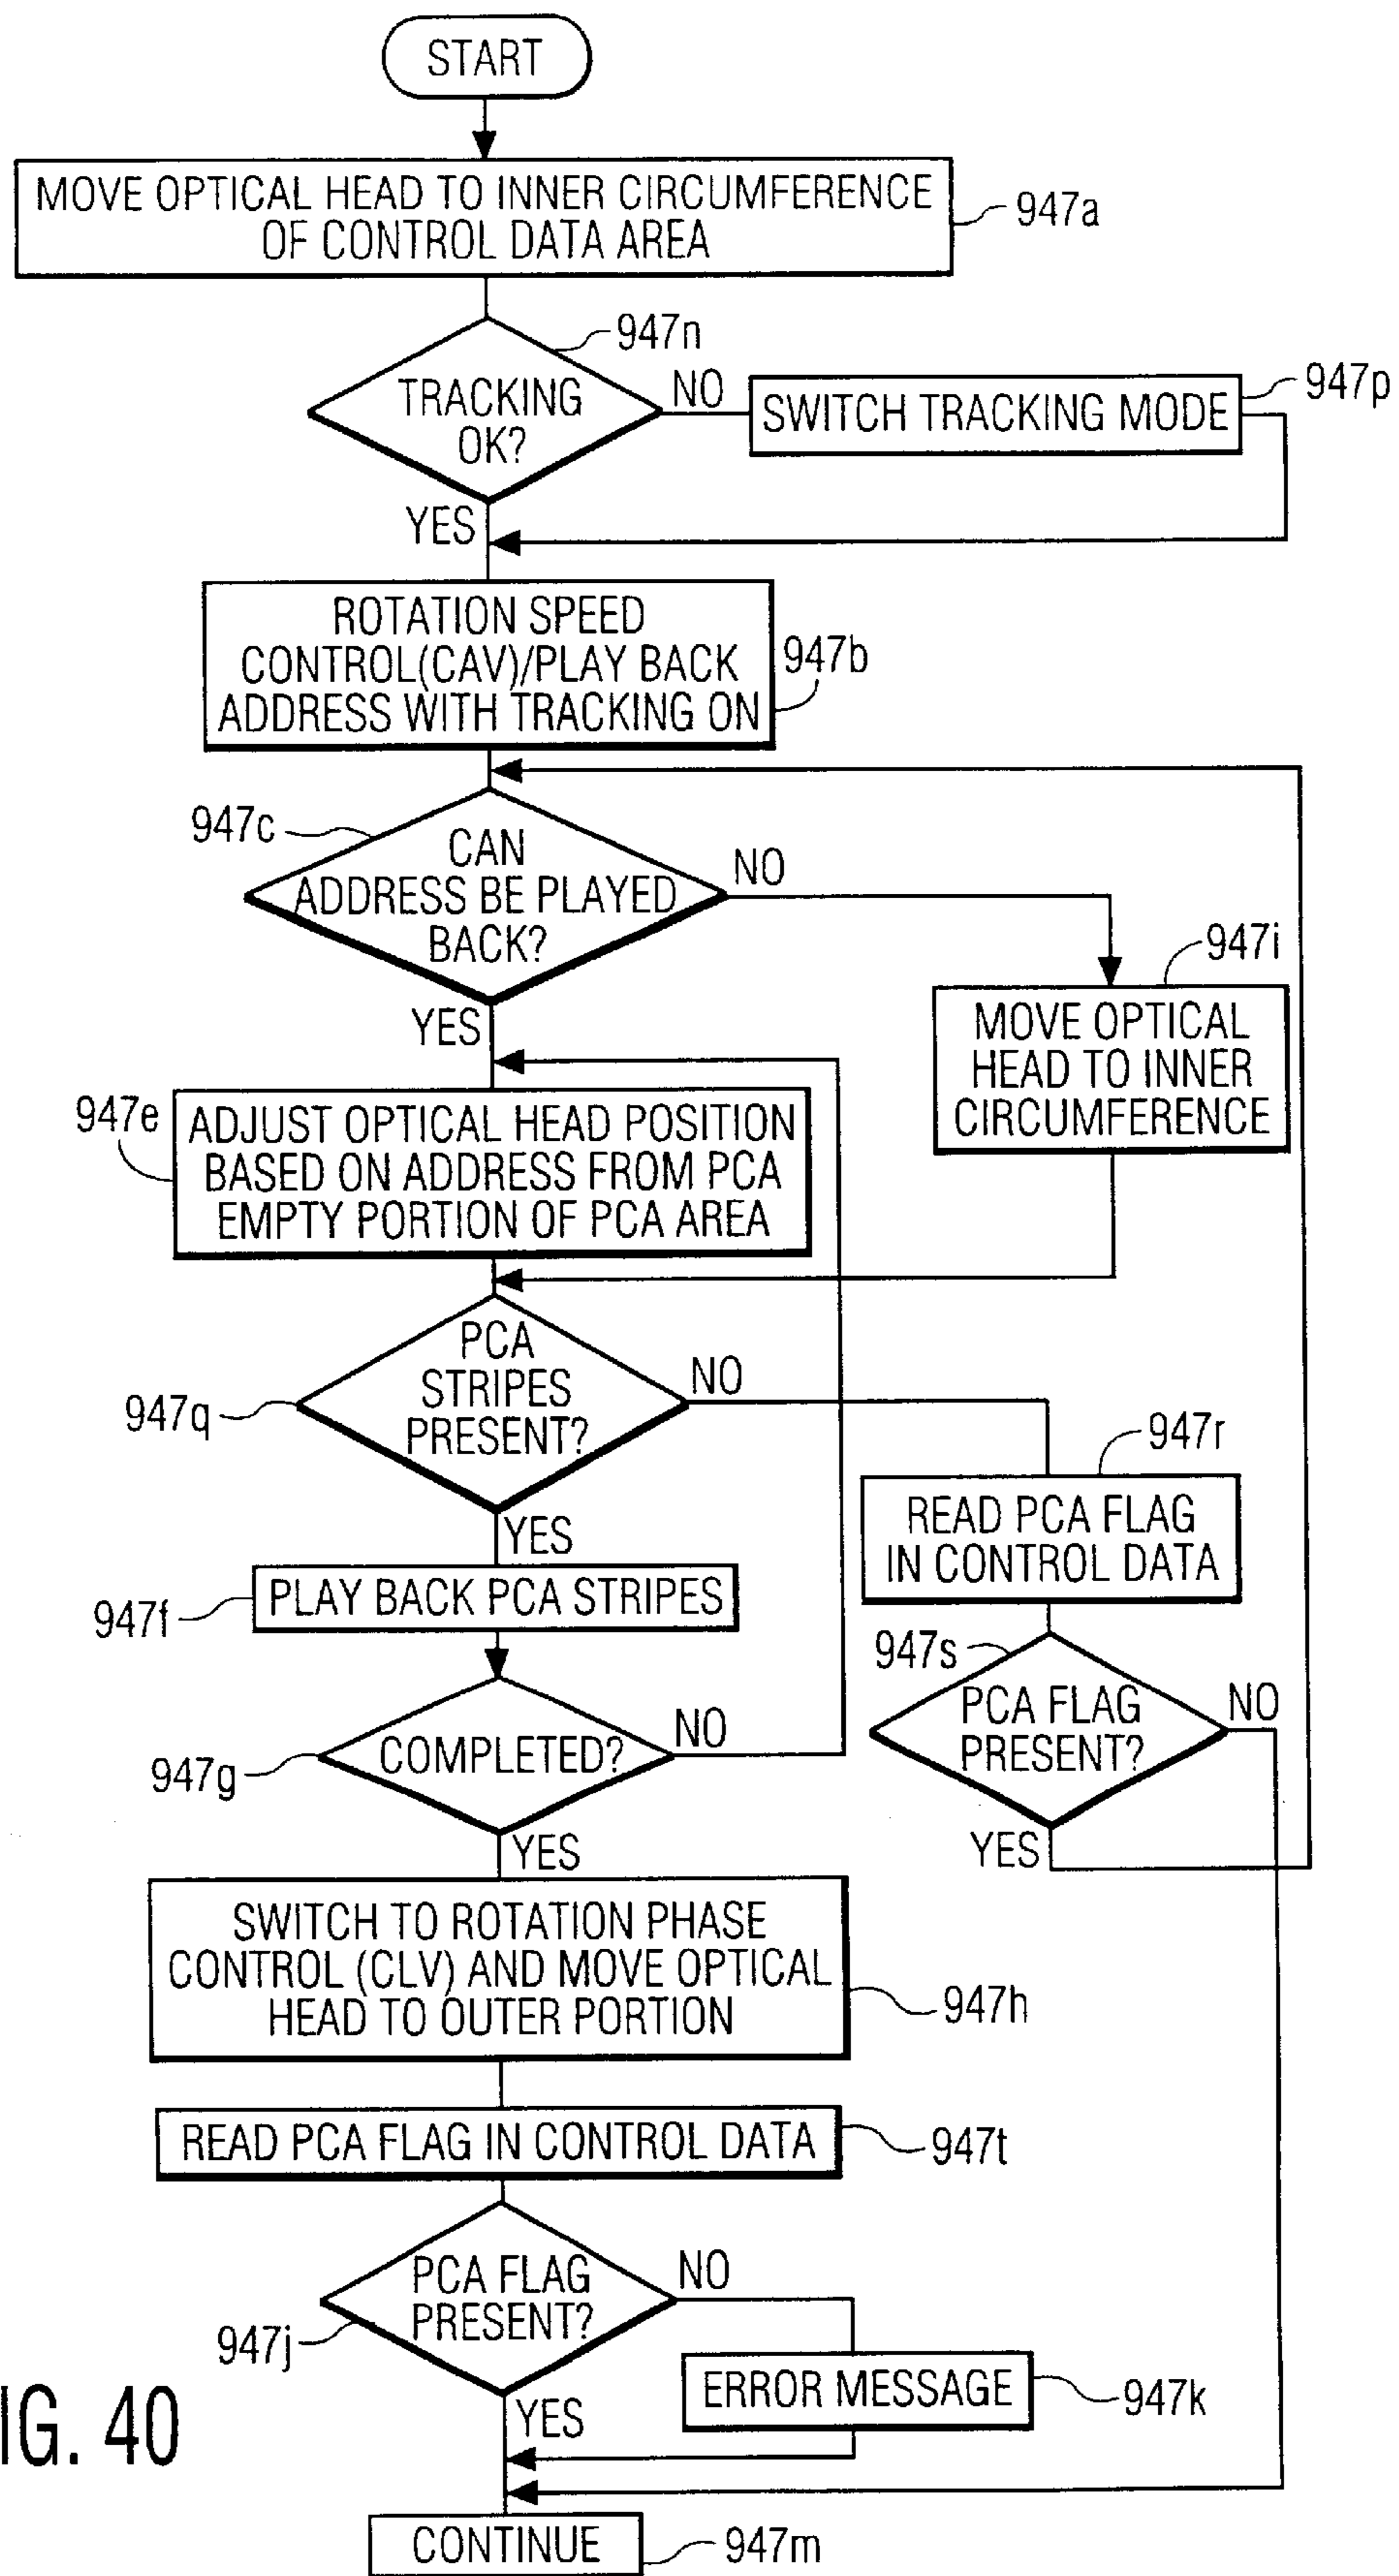 START
MOVE OPTICAL HEAD TO INNER CIRCUMFERENCE
OF CONTROL DATA AREA
947a
947n
TRACKING
OK?
NO
SWITCH TRACKING MODE
947p
YES
ROTATION SPEED
CONTROL(CAV)/PLAY BACK
ADDRESS WITH TRACKING ON
947b
947c
CAN
ADDRESS BE PLAYED
BACK?
NO
947i
MOVE OPTICAL
HEAD TO INNER
CIRCUMFERENCE
YES
947e
ADJUST OPTICAL HEAD POSITION
BASED ON ADDRESS FROM PCA
EMPTY PORTION OF PCA AREA
PCA
STRIPES
PRESENT?
NO
947q
947r
READ PCA FLAG
IN CONTROL DATA
YES
PLAY BACK PCA STRIPES
947f
947s
PCA FLAG
PRESENT?
NO
COMPLETED?
NO
947g
YES
YES
SWITCH TO ROTATION PHASE
CONTROL (CLV) AND MOVE OPTICAL
HEAD TO OUTER PORTION
947h
READ PCA FLAG IN CONTROL DATA
947t
PCA FLAG
PRESENT?
NO
947j
ERROR MESSAGE
947k
YES
IG. 40
CONTINUE
947m